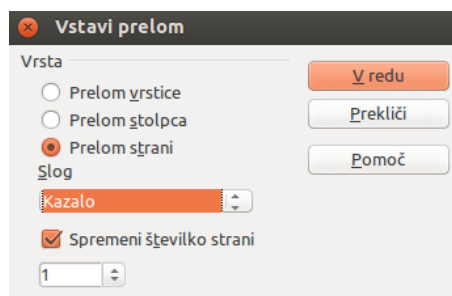 Vstavi prelom
Vrsta
Prelom vrstice
Prelom stolpca
Prelom strani
Slog
Kazalo
Spremeni številko strani
1
V redu
Prekliči
Pomoč